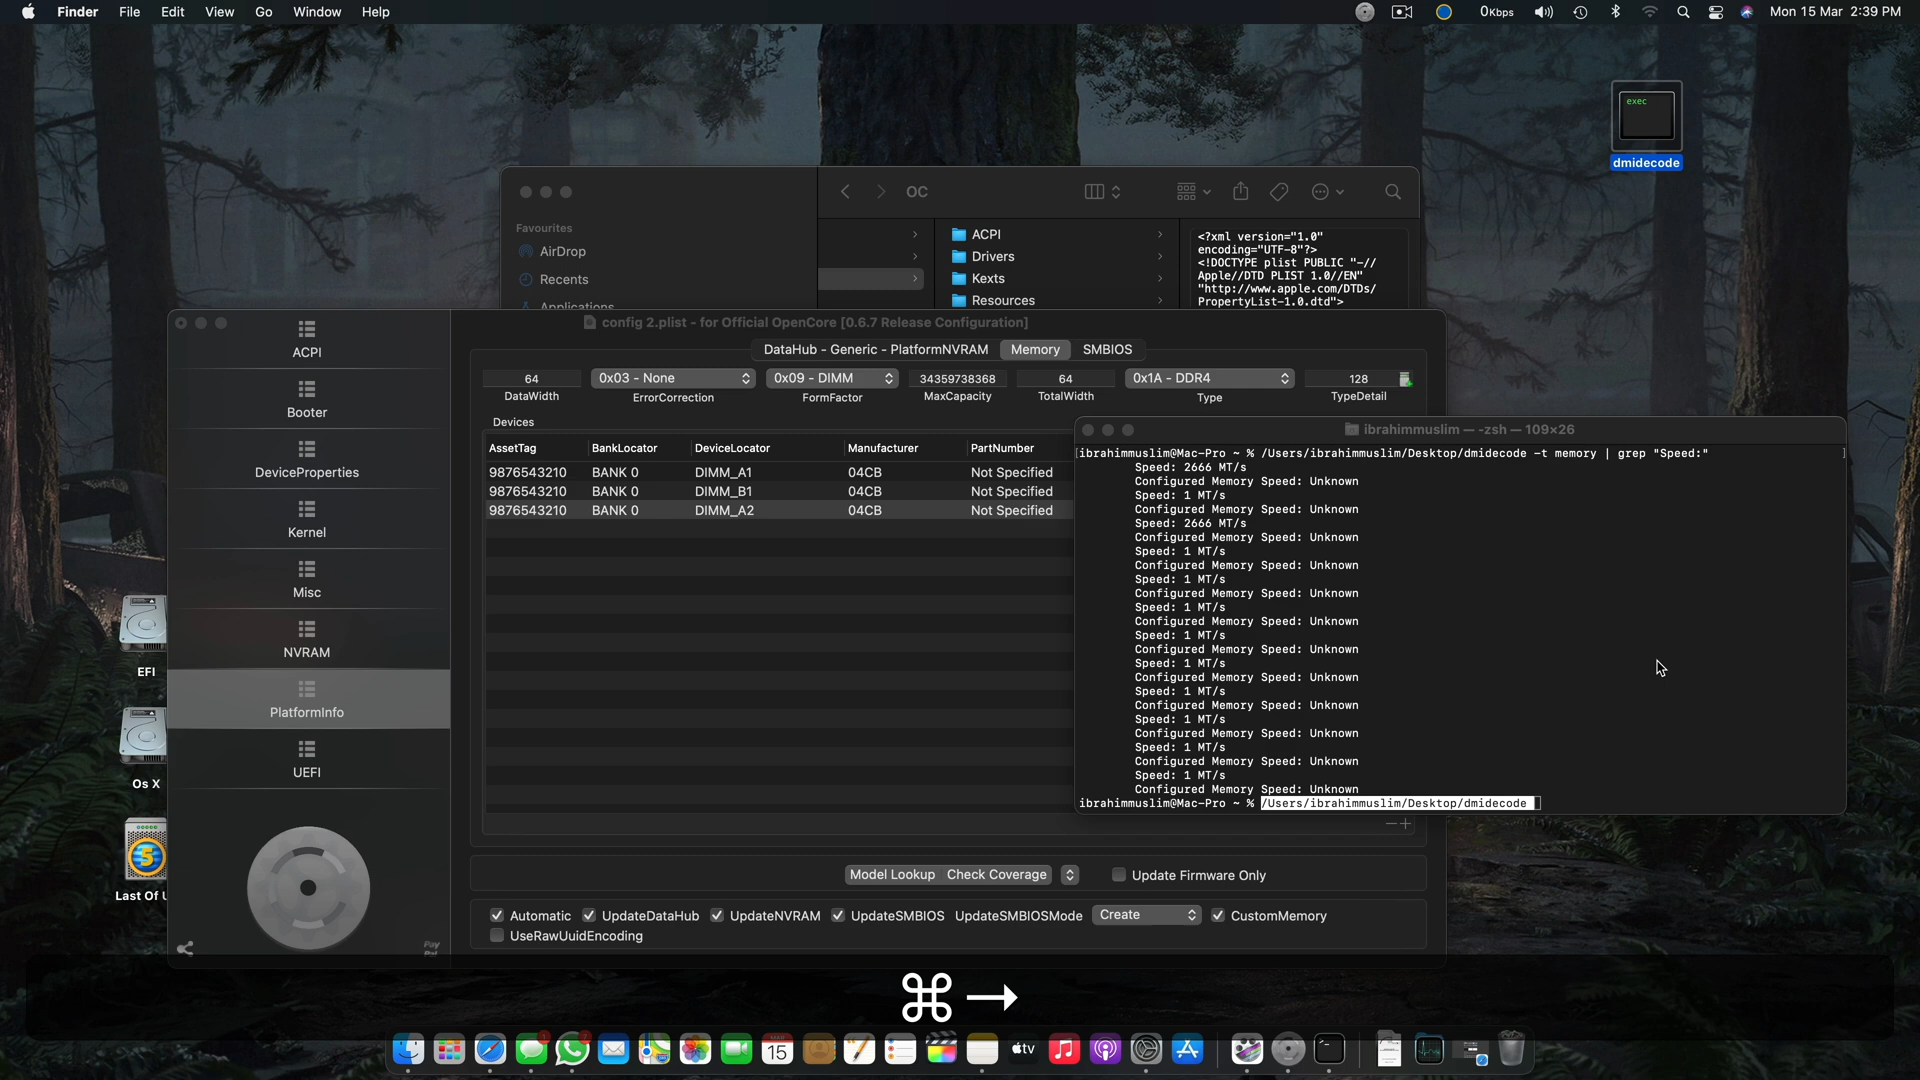 Finder File Edit View Go Window Help
0Kbps
Mon 15 Mar 2:39 PM
exec
dmidecode
OC
Favourites
AirDrop
Recents
Applications
ACPI
Drivers
Kexts
Resources
<?xml version="1.0"
encoding="UTF-8"?>
<!DOCTYPE plist PUBLIC "-//
Apple//DTD PLIST 1.0//EN"
"http://www.apple.com/DTDs/
PropertyList-1.0.dtd">
config 2.plist - for Official OpenCore [0.6.7 Release Configuration]
ACPI
Booter
DeviceProperties
Kernel
Misc
NVRAM
PlatformInfo
UEFI
Pay
Pal
DataHub - Generic - PlatformNVRAM Memory SMBIOS
64 0x03 - None 0x09 - DIMM 34359738368 64 0x1A - DDR4 128
DataWidth ErrorCorrection FormFactor MaxCapacity TotalWidth Type TypeDetail
Devices
AssetTag BankLocator DeviceLocator Manufacturer PartNumber
9876543210 BANK 0 DIMM_A1 04CB Not Specified
9876543210 BANK 0 DIMM_B1 04CB Not Specified
9876543210 BANK 0 DIMM_A2 04CB Not Specified
ibrahimmuslim — -zsh — 109×26
[ibrahimmuslim@Mac-Pro ~ % /Users/ibrahimmuslim/Desktop/dmidecode -t memory | grep "Speed:" ]
Speed: 2666 MT/s
Configured Memory Speed: Unknown
Speed: 1 MT/s
Configured Memory Speed: Unknown
Speed: 2666 MT/s
Configured Memory Speed: Unknown
Speed: 1 MT/s
Configured Memory Speed: Unknown
Speed: 1 MT/s
Configured Memory Speed: Unknown
Speed: 1 MT/s
Configured Memory Speed: Unknown
Speed: 1 MT/s
Configured Memory Speed: Unknown
Speed: 1 MT/s
Configured Memory Speed: Unknown
Speed: 1 MT/s
Configured Memory Speed: Unknown
Speed: 1 MT/s
Configured Memory Speed: Unknown
Speed: 1 MT/s
Configured Memory Speed: Unknown
Speed: 1 MT/s
Configured Memory Speed: Unknown
ibrahimmuslim@Mac-Pro ~ % /Users/ibrahimmuslim/Desktop/dmidecode
Model Lookup Check Coverage Update Firmware Only
Automatic UpdateDataHub UpdateNVRAM UpdateSMBIOS UpdateSMBIOSMode Create CustomMemory
UseRawUuidEncoding
EFI
Os X
5
Last Of U
⌘→
15
tv